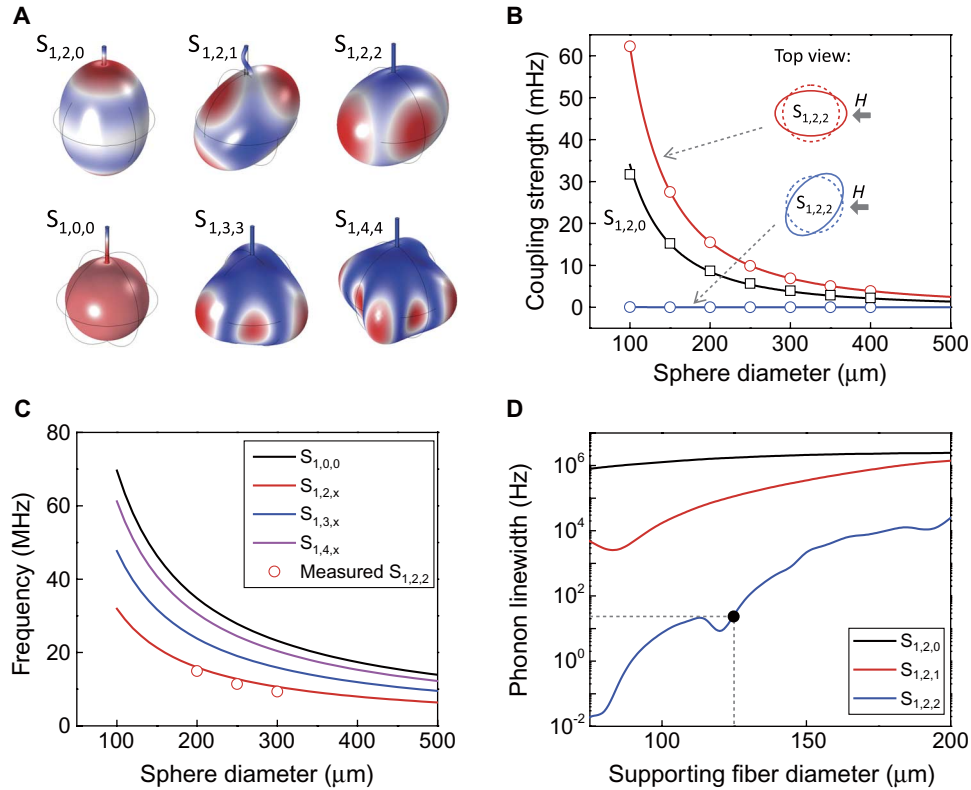 A
S1,2,0
S1,2,1
S1,2,2
S1,0,0
S1,3,3
S1,4,4
B
Coupling strength (mHz)
60
50
40
30
20
10
0
100 200 300 400 500
Sphere diameter (μm)
Top view:
S1,2,2
H
S1,2,2
H
S1,2,0
C
Frequency (MHz)
80
60
40
20
0
100 200 300 400 500
Sphere diameter (μm)
S1,0,0
S1,2,x
S1,3,x
S1,4,x
Measured S1,2,2
D
Phonon linewidth (Hz)
10^6
10^4
10^2
10^0
10^-2
100 150 200
Supporting fiber diameter (μm)
S1,2,0
S1,2,1
S1,2,2